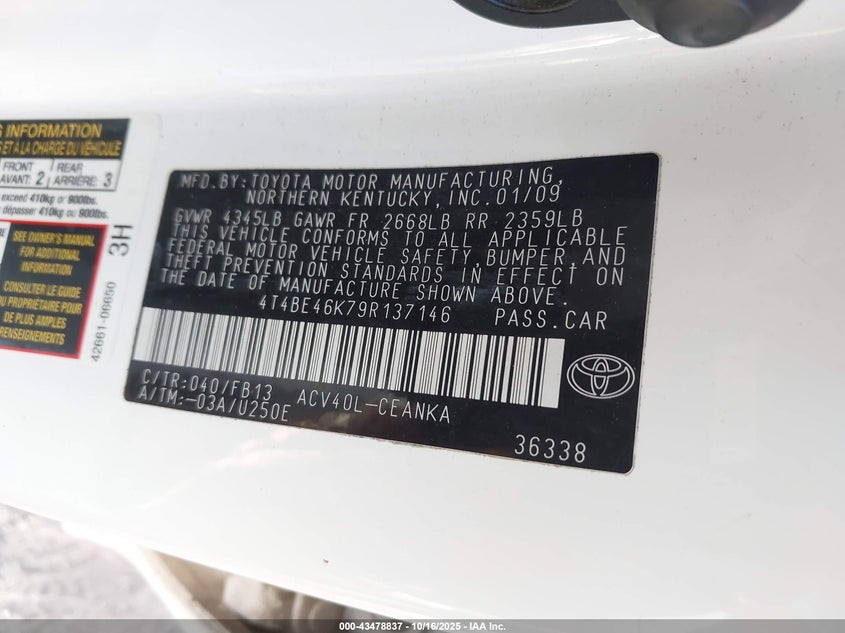 S INFORMATION
S ET À LA CHARGE DU VÉHICULE
FRONT
AVANT: 2
REAR
ARRIÈRE: 3
exceed 410kg or 900lbs.
dépasser 410kg or 900lbs.
SEE OWNER'S MANUAL
FOR ADDITIONAL
INFORMATION
CONSULTER LE GUIDE
DU PROPRIÉTAIRE
DE PLUS AMPLES
RENSEIGNEMENTS
3H
42661-06650
MFD.BY:TOYOTA MOTOR MANUFACTURING,
NORTHERN KENTUCKY,INC.01/09
GVWR 4345LB GAWR FR 2668LB RR 2359LB
THIS VEHICLE CONFORMS TO ALL APPLICABLE
FEDERAL MOTOR VEHICLE SAFETY, BUMPER, AND
THEFT PREVENTION STANDARDS IN EFFECT ON
THE DATE OF MANUFACTURE SHOWN ABOVE.
4T4BE46K79R137146 PASS.CAR
C/TR:040/FB13 ACV40L-CEANKA
A/TM:-03A/U250E
36338
000-43478837 - 10/16/2025 - IAA Inc.